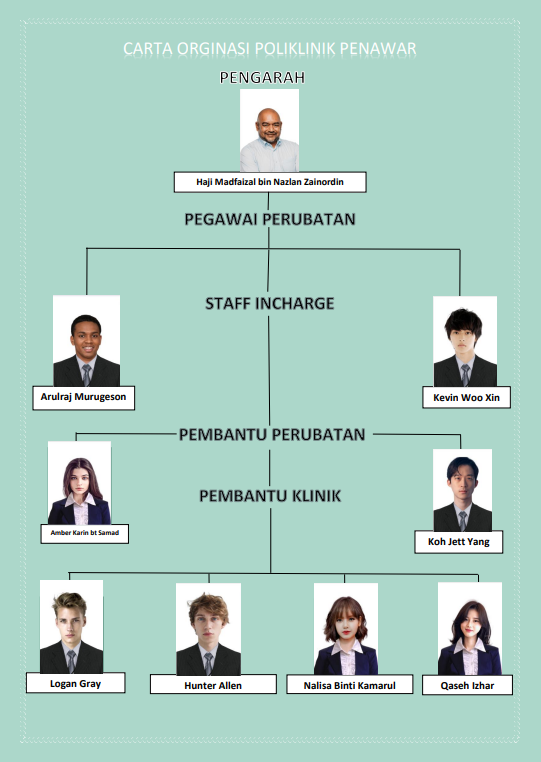 CARTA ORGINASI POLIKLINIK PENAWAR
PENGARAH
Haji Madfaizal bin Nazlan Zainordin
PEGAWAI PERUBATAN
STAFF INCHARGE
Arulraj Murugeson
Kevin Woo Xin
PEMBANTU PERUBATAN
PEMBANTU KLINIK
Amber Karin bt Samad
Koh Jett Yang
Logan Gray
Hunter Allen
Nalisa Binti Kamarul
Qaseh Izhar